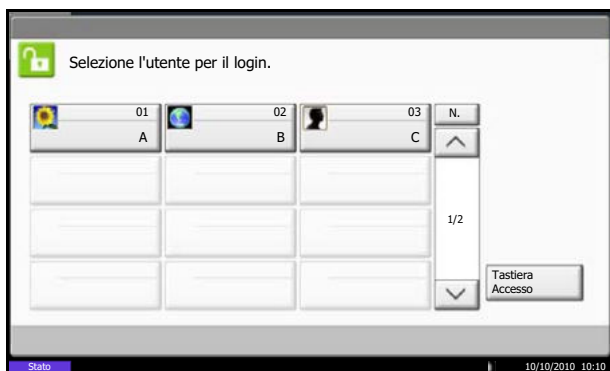 Selezione l'utente per il login.
01 02 03 N.
A B C
1/2
Tastiera
Accesso
Stato 10/10/2010 10:10